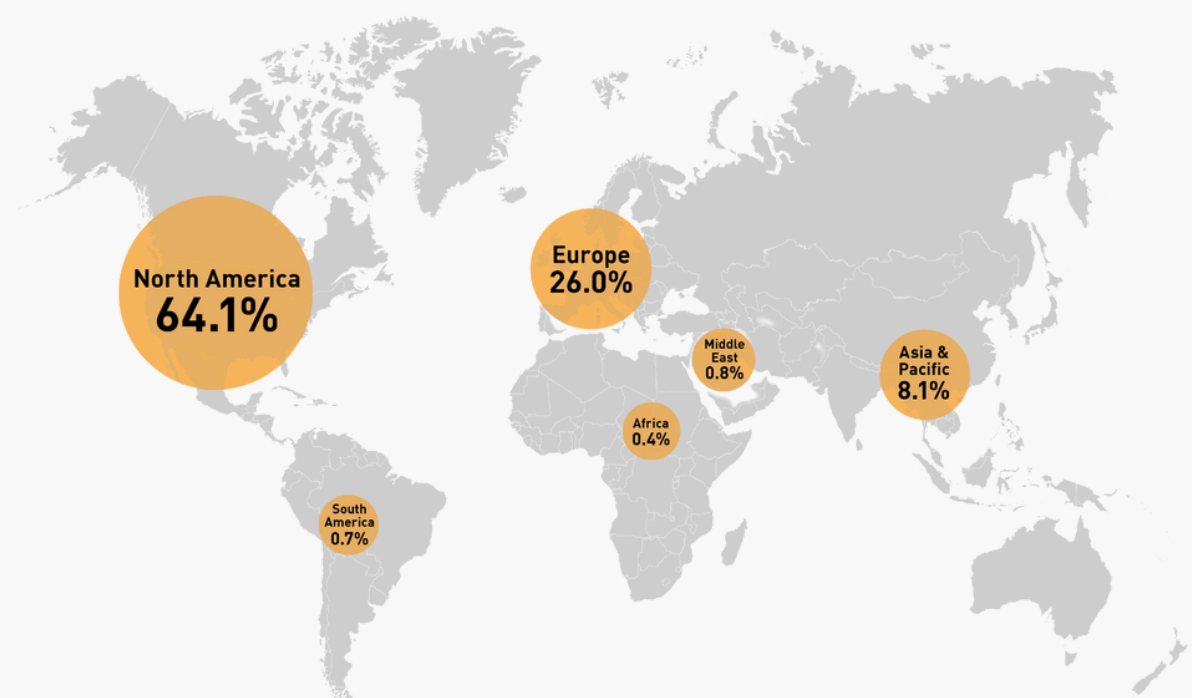 North America
64.1%
Europe
26.0%
Middle
East
0.8%
Asia &
Pacific
8.1%
Africa
0.4%
South
America
0.7%